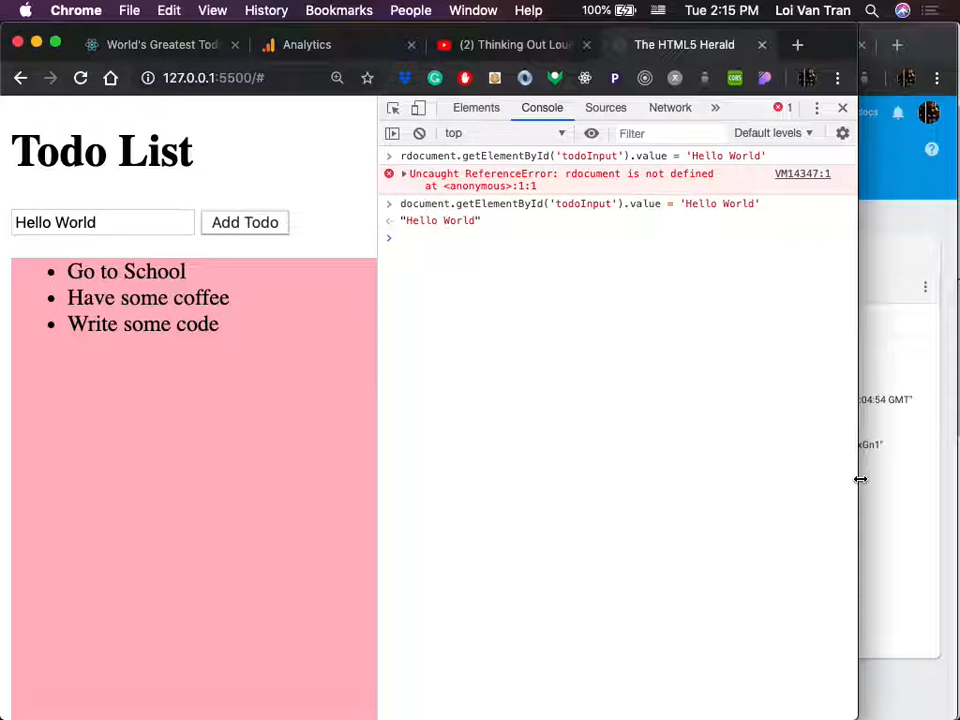 Chrome File Edit View History Bookmarks People Window Help 100% Tue 2:15 PM Loi Van Tran
World's Greatest Tod
Analytics
(2) Thinking Out Lou
The HTML5 Herald
127.0.0.1:5500/#
CORS
docs
Elements Console Sources Network » 1
top Filter Default levels
Todo List
Hello World Add Todo
Go to School
Have some coffee
Write some code
rdocument.getElementById('todoInput').value = 'Hello World'
Uncaught ReferenceError: rdocument is not defined VM14347:1
at <anonymous>:1:1
document.getElementById('todoInput').value = 'Hello World'
"Hello World"
:04:54 GMT"
xGn1"